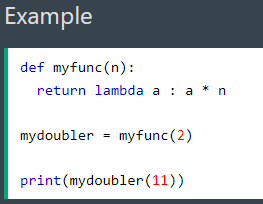 Example
def myfunc(n):
  return lambda a : a * n
mydoubler = myfunc(2)
print(mydoubler(11))